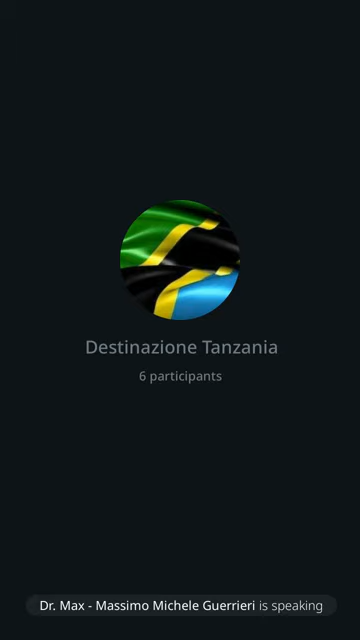 Destinazione Tanzania
6 participants
Dr. Max - Massimo Michele Guerrieri is speaking